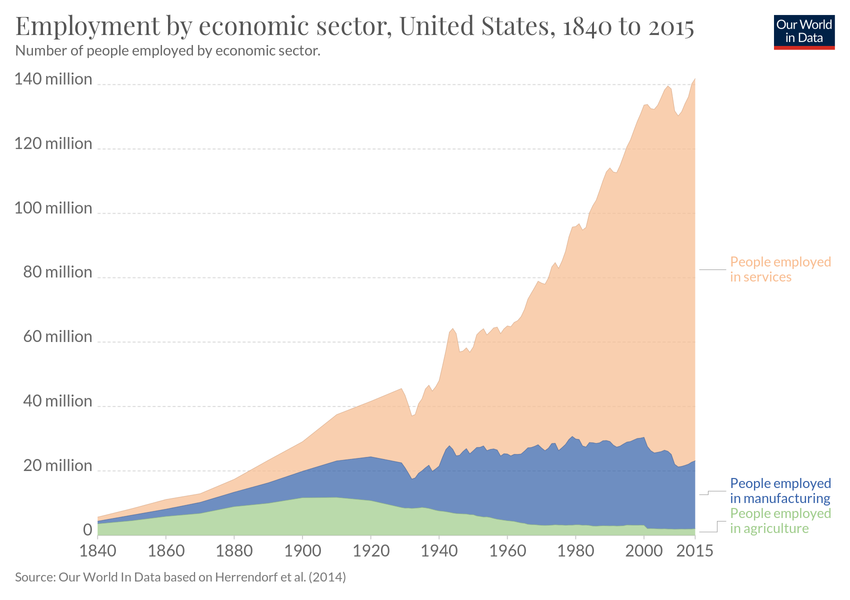 Employment by economic sector, United States, 1840 to 2015
Number of people employed by economic sector.
Our World
in Data
140 million
120 million
100 million
80 million
60 million
40 million
20 million
0
People employed
in services
People employed
in manufacturing
People employed
in agriculture
1840 1860 1880 1900 1920 1940 1960 1980 2000 2015
Source: Our World In Data based on Herrendorf et al. (2014)